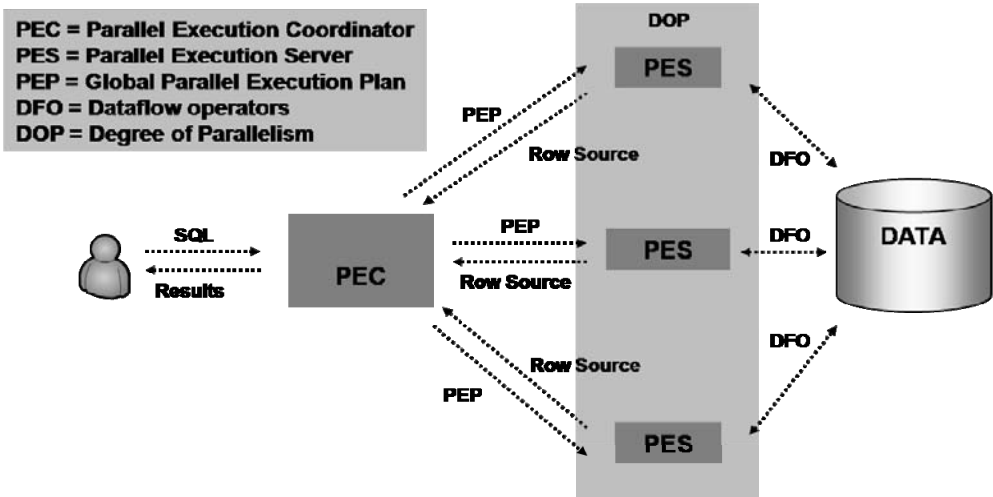 PEC = Parallel Execution Coordinator
PES = Parallel Execution Server
PEP = Global Parallel Execution Plan
DFO = Dataflow operators
DOP = Degree of Parallelism
DOP
PES
PEP
Row Source
DFO
SQL
Results
PEC
PEP
Row Source
PES
DFO
DATA
Row Source
PEP
DFO
PES